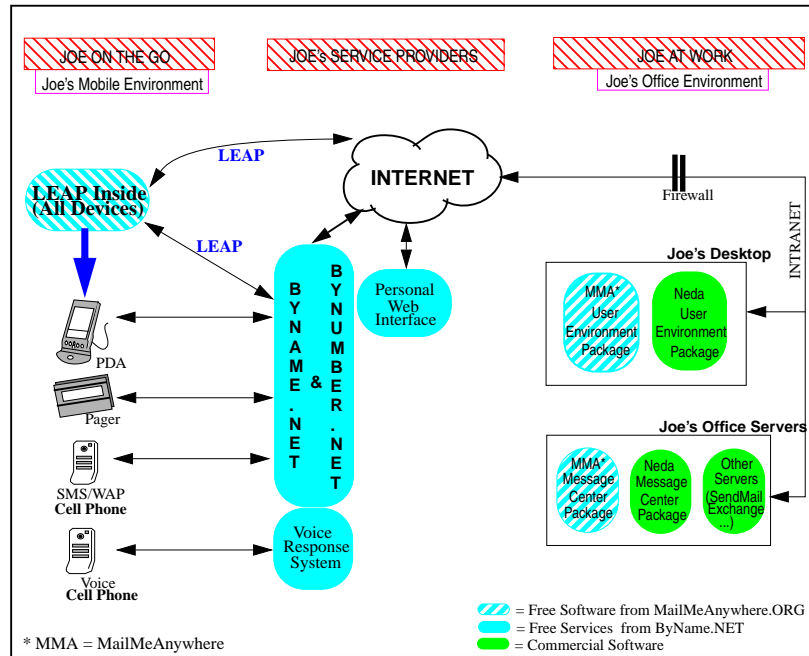 JOE ON THE GO
Joe's Mobile Environment
JOE's SERVICE PROVIDERS
JOE AT WORK
Joe's Office Environment
LEAP
INTERNET
Firewall
INTRANET
LEAP Inside
(All Devices)
LEAP
BYNAME.NET
&
BYNUMBER.NET
Personal
Web
Interface
Joe's Desktop
MMA*
User
Environment
Package
Neda
User
Environment
Package
PDA
Pager
SMS/WAP
Cell Phone
Voice
Cell Phone
Voice
Response
System
Joe's Office Servers
MMA*
Message
Center
Package
Neda
Message
Center
Package
Other
Servers
(SendMail
Exchange
...)
= Free Software from MailMeAnywhere.ORG
= Free Services from ByName.NET
= Commercial Software
* MMA = MailMeAnywhere